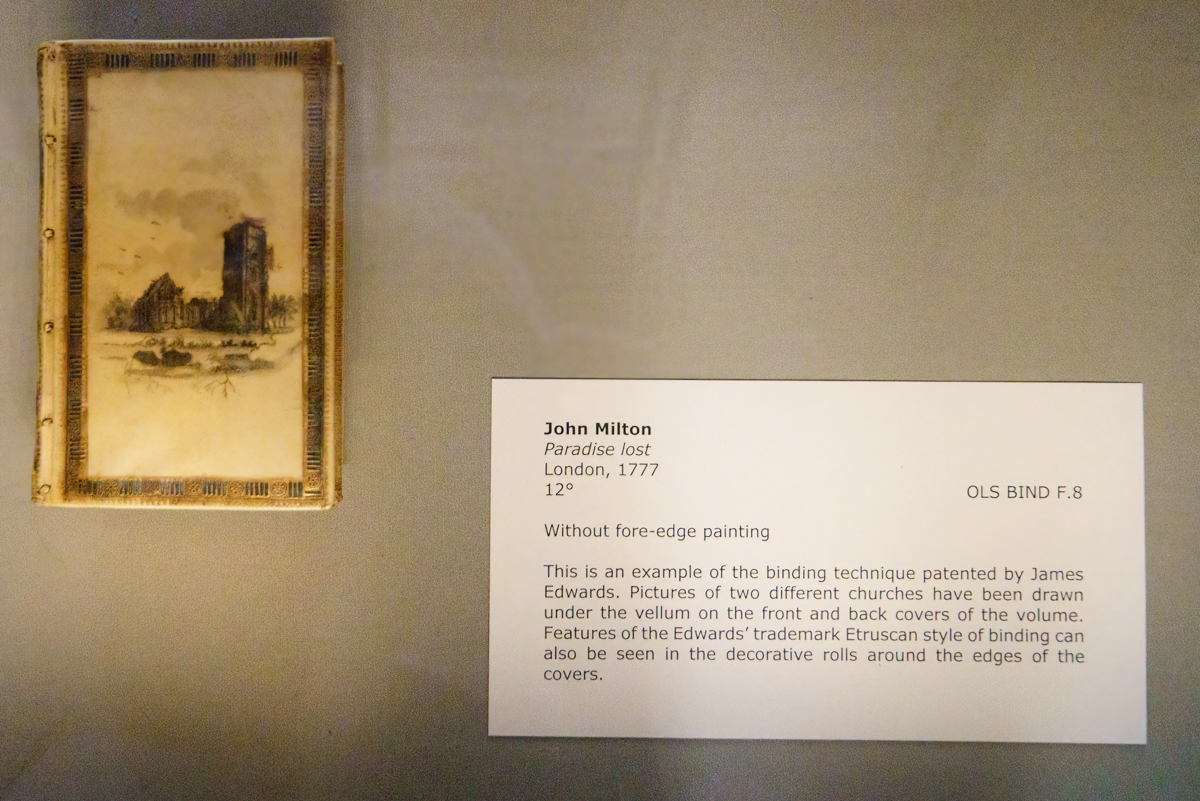 John Milton
Paradise lost
London, 1777
12°
OLS BIND F.8
Without fore-edge painting
This is an example of the binding technique patented by James
Edwards. Pictures of two different churches have been drawn
under the vellum on the front and back covers of the volume.
Features of the Edwards’ trademark Etruscan style of binding can
also be seen in the decorative rolls around the edges of the
covers.